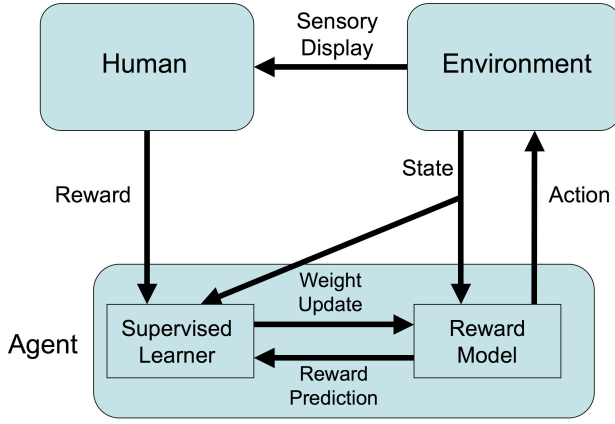 Sensory
Display
Human
Environment
State
Reward
Action
Weight
Update
Agent
Supervised
Learner
Reward
Model
Reward
Prediction